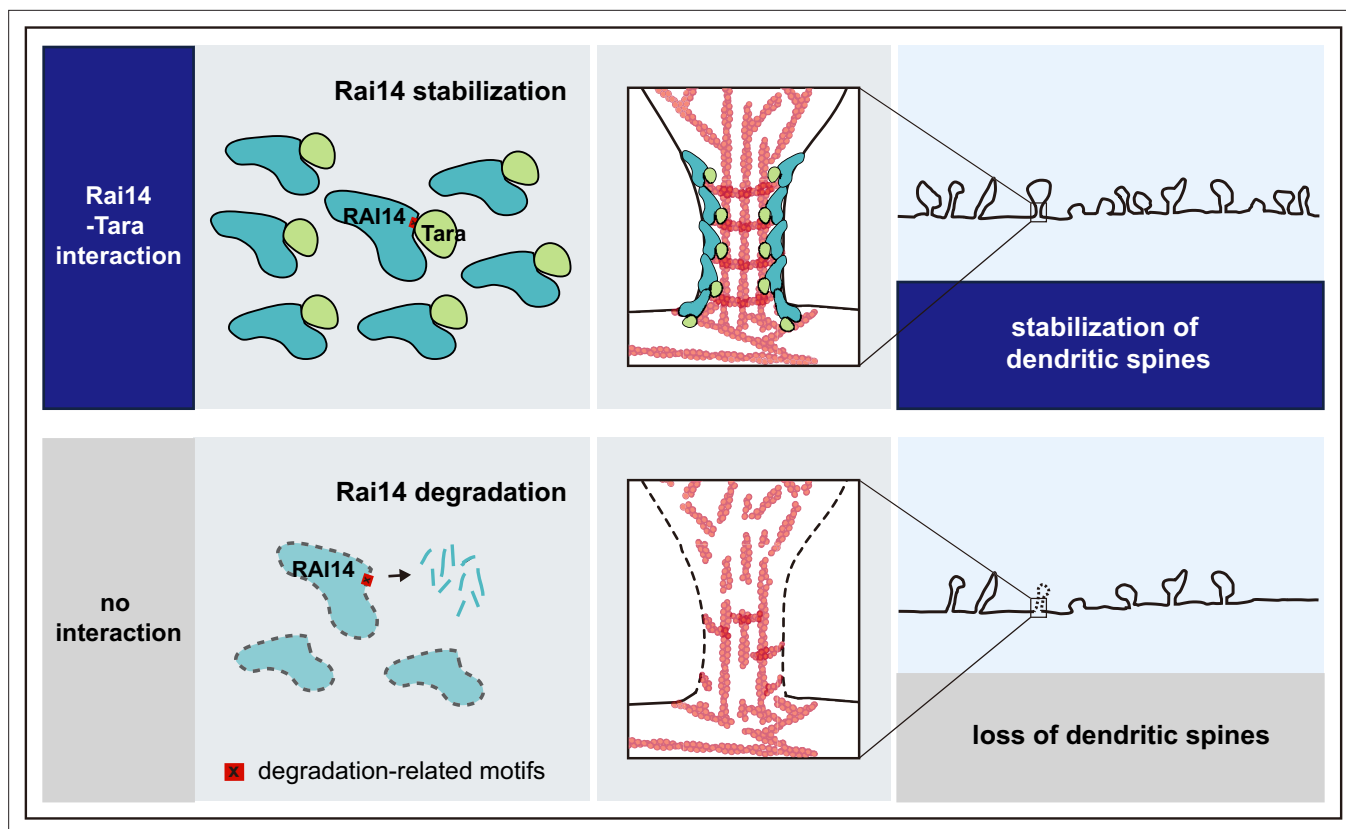 Rai14
-Tara
interaction
Rai14 stabilization
RAI14
Tara
stabilization of
dendritic spines
no
interaction
Rai14 degradation
RAI14
x
x degradation-related motifs
loss of dendritic spines